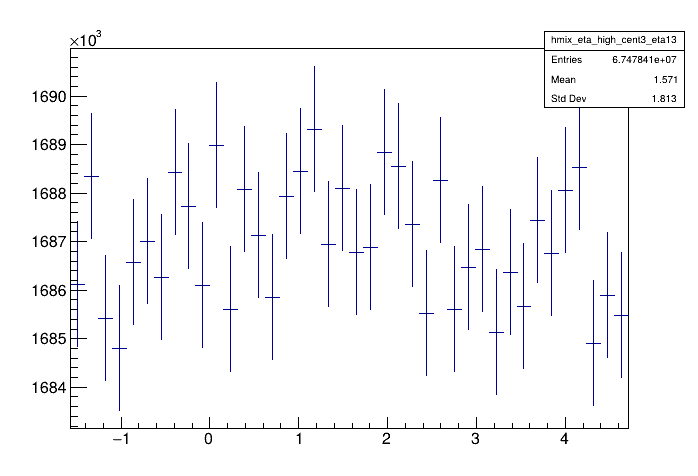 ×10³
hmix_eta_high_cent3_eta13
Entries 6.747841e+07
Mean 1.571
Std Dev 1.813
1690
1689
1688
1687
1686
1685
1684
−1 0 1 2 3 4